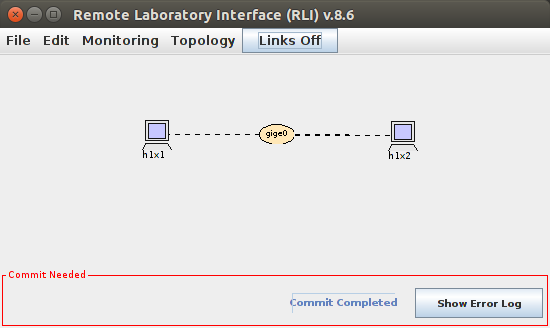 Remote Laboratory Interface (RLI) v.8.6
File Edit Monitoring Topology Links Off
gige0
h1x1 h1x2
Commit Needed
Commit Completed Show Error Log